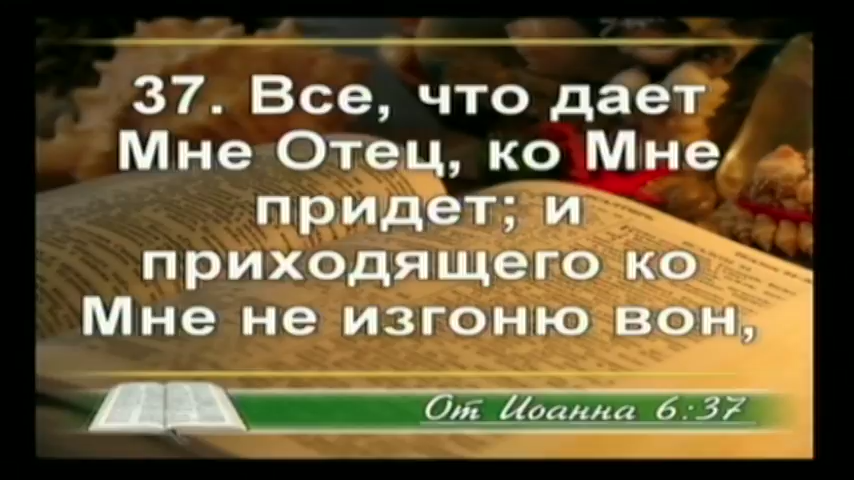 37. Все, что дает
Мне Отец, ко Мне
придет; и
приходящего ко
Мне не изгоню вон,
От Иоанна 6:37